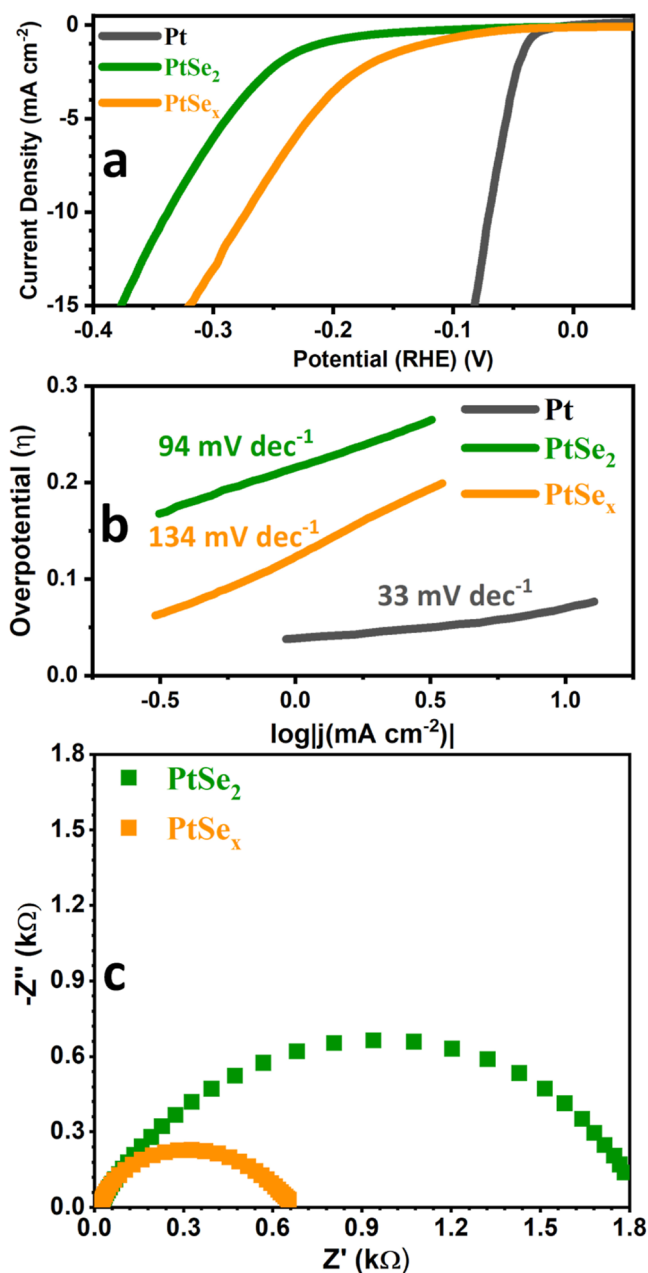 Pt
PtSe₂
PtSeₓ
a
Current Density (mA cm⁻²)
0
-5
-10
-15
-0.4 -0.3 -0.2 -0.1 0.0
Potential (RHE) (V)
Pt
PtSe₂
PtSeₓ
94 mV dec⁻¹
134 mV dec⁻¹
33 mV dec⁻¹
b
Overpotential (η)
0.3
0.2
0.1
0.0
-0.5 0.0 0.5 1.0
log|j(mA cm⁻²)|
PtSe₂
PtSeₓ
c
-Z'' (kΩ)
1.8
1.5
1.2
0.9
0.6
0.3
0.0
0.0 0.3 0.6 0.9 1.2 1.5 1.8
Z' (kΩ)